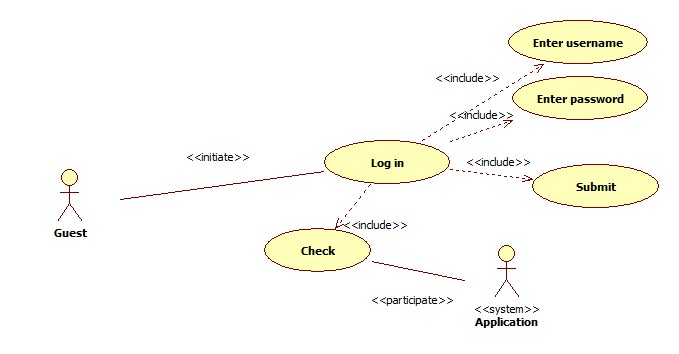 Enter username
<<include>>
Enter password
<<include>>
<<initiate>>
Log in
<<include>>
Submit
Guest
<<include>>
Check
<<participate>>
<<system>>
Application